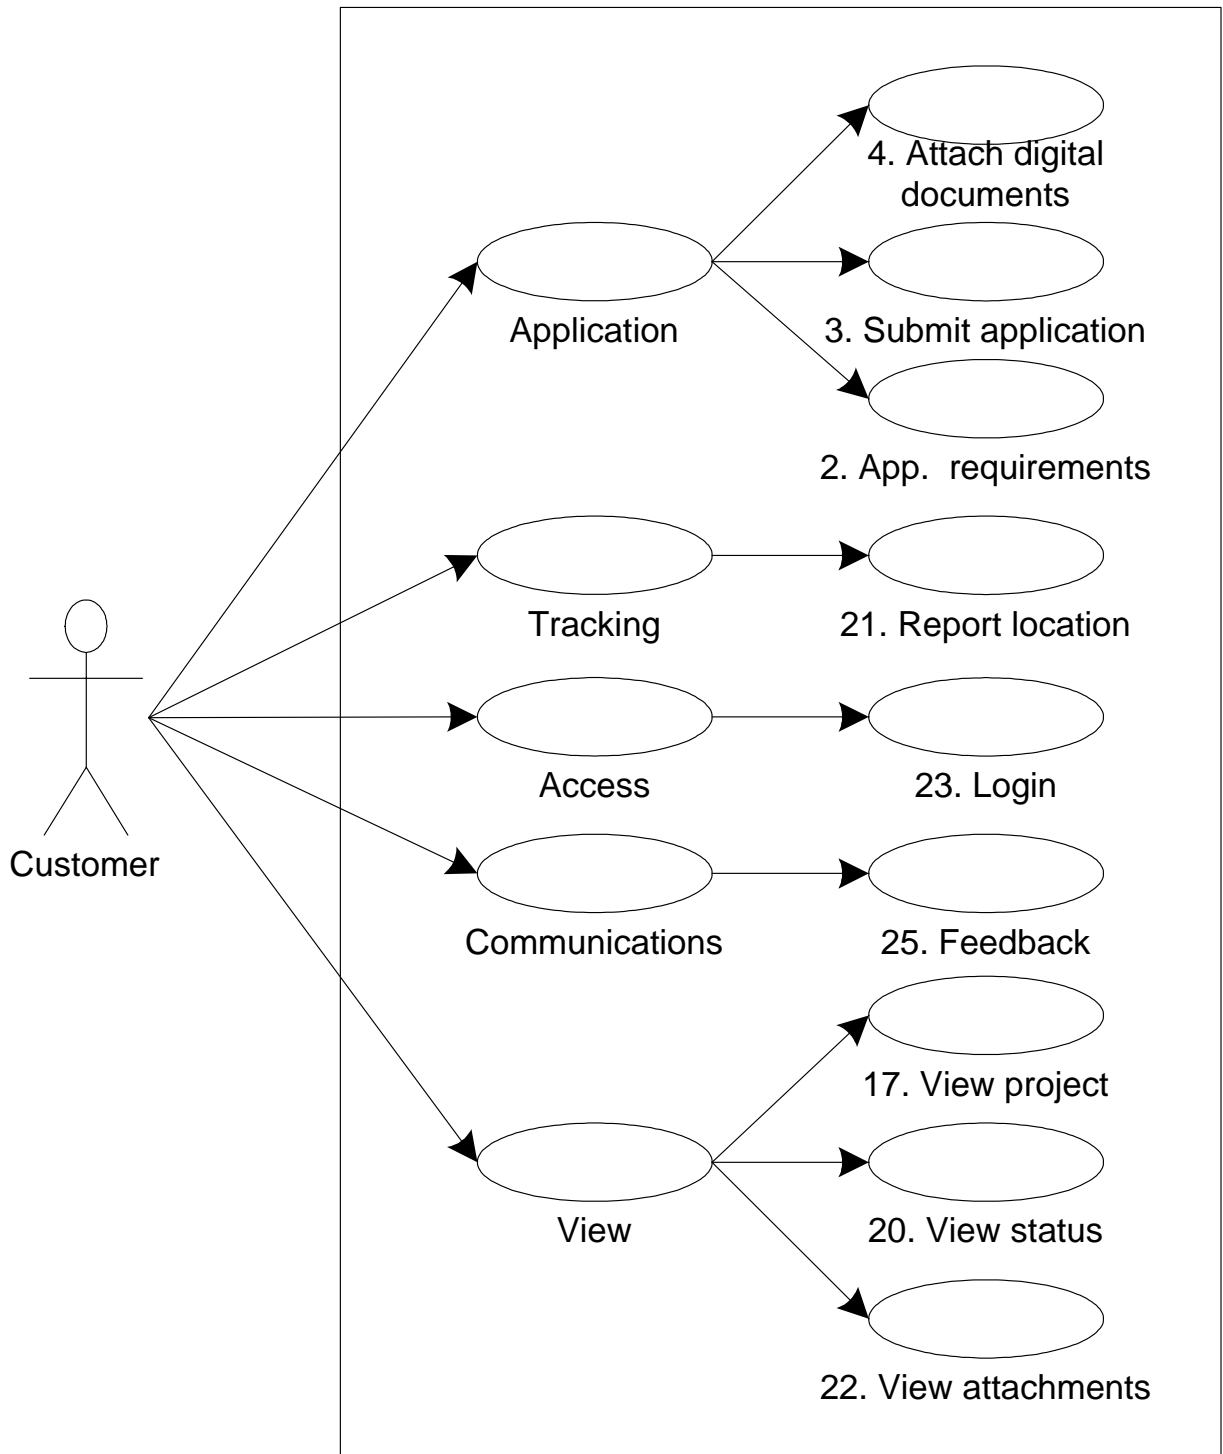 4. Attach digital
documents
Application
3. Submit application
2. App.  requirements
Tracking
21. Report location
Access
23. Login
Customer
Communications
25. Feedback
17. View project
View
20. View status
22. View attachments